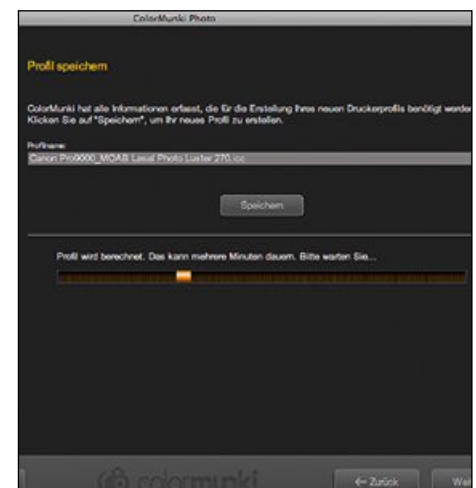 ColorMunki Photo
Profil speichern
ColorMunki hat alle Informationen erfasst, die für die Erstellung Ihres neuen Druckerprofils benötigt werde
Klicken Sie auf "Speichern", um Ihr neues Profil zu erstellen.
Profilname:
Canon Pro9000_MOAB Lasal Photo Luster 270.icc
Speichern
Profil wird berechnet. Das kann mehrere Minuten dauern. Bitte warten Sie...
colormunki
← Zurück
Wei